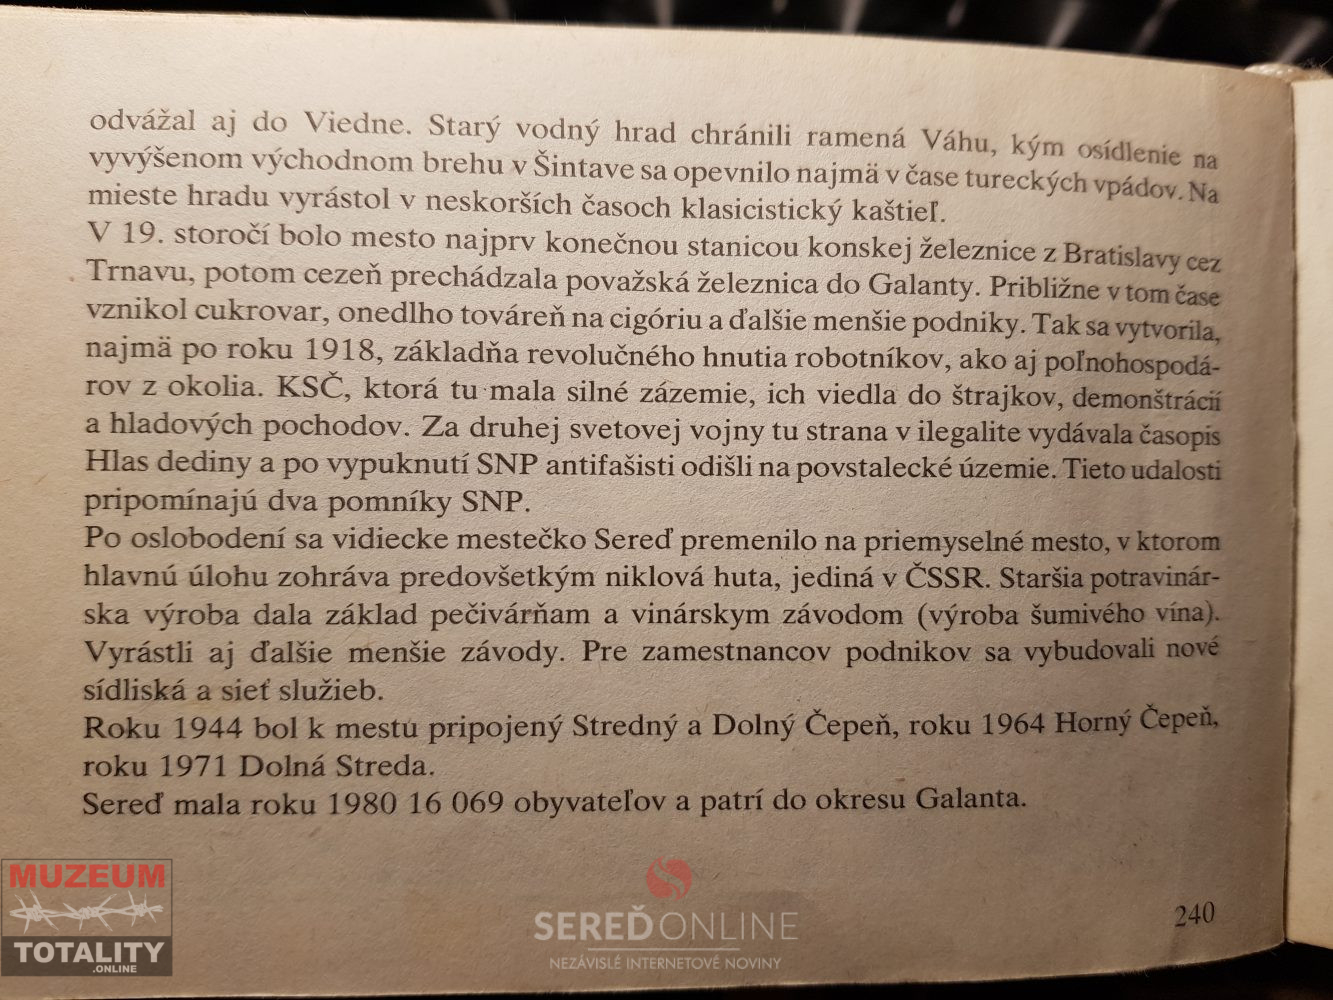 odvážal aj do Viedne. Starý vodný hrad chránili ramená Váhu, kým osídlenie na
vyvýšenom východnom brehu v Šintave sa opevnilo najmä v čase tureckých vpádov. Na
mieste hradu vyrástol v neskorších časoch klasicistický kaštieľ.
V 19. storočí bolo mesto najprv konečnou stanicou konskej železnice z Bratislavy cez
Trnavu, potom cezeň prechádzala považská železnica do Galanty. Približne v tom čase
vznikol cukrovar, onedlho továreň na cigóriu a ďalšie menšie podniky. Tak sa vytvorila,
najmä po roku 1918, základňa revolučného hnutia robotníkov, ako aj poľnohospodá-
rov z okolia. KSČ, ktorá tu mala silné zázemie, ich viedla do štrajkov, demonštrácií
a hladových pochodov. Za druhej svetovej vojny tu strana v ilegalite vydávala časopis
Hlas dediny a po vypuknutí SNP antifašisti odišli na povstalecké územie. Tieto udalosti
pripomínajú dva pomníky SNP.
Po oslobodení sa vidiecke mestečko Sereď premenilo na priemyselné mesto, v ktorom
hlavnú úlohu zohráva predovšetkým niklová huta, jediná v ČSSR. Staršia potravinár-
ska výroba dala základ pečivárňam a vinárskym závodom (výroba šumivého vína).
Vyrástli aj ďalšie menšie závody. Pre zamestnancov podnikov sa vybudovali nové
sídliská a sieť služieb.
Roku 1944 bol k mestu pripojený Stredný a Dolný Čepeň, roku 1964 Horný Čepeň,
roku 1971 Dolná Streda.
Sereď mala roku 1980 16 069 obyvateľov a patrí do okresu Galanta.
240
MUZEUM
TOTALITY
.ONLINE
SEREĎONLINE
NEZÁVISLÉ INTERNETOVÉ NOVINY